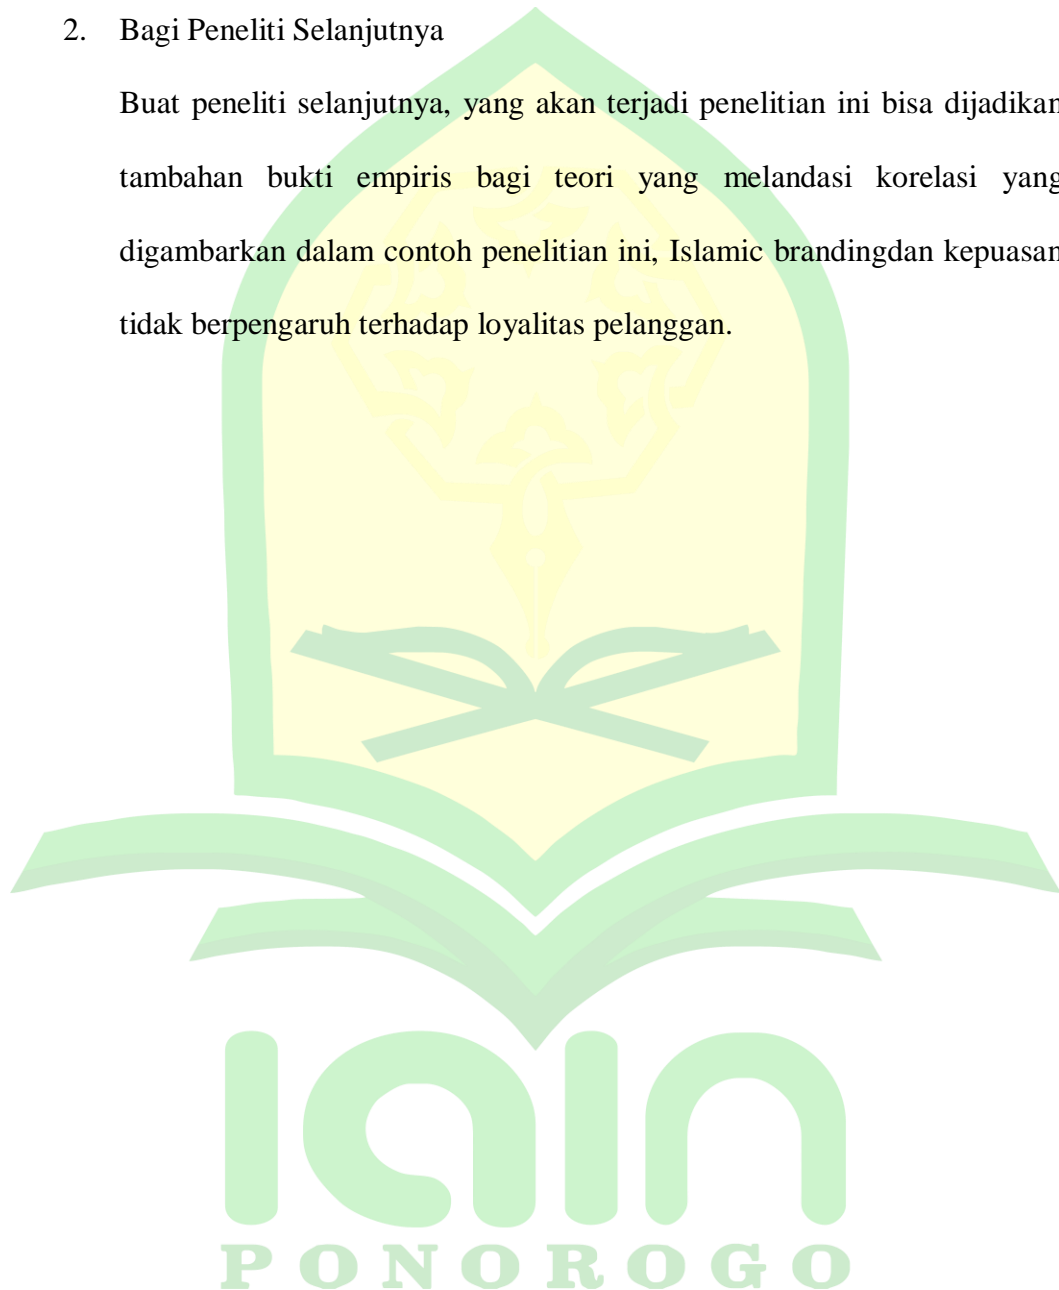 2. Bagi Peneliti Selanjutnya
Buat peneliti selanjutnya, yang akan terjadi penelitian ini bisa dijadikan
tambahan bukti empiris bagi teori yang melandasi korelasi yang
digambarkan dalam contoh penelitian ini, Islamic brandingdan kepuasan
tidak berpengaruh terhadap loyalitas pelanggan.
IAIN
PONOROGO